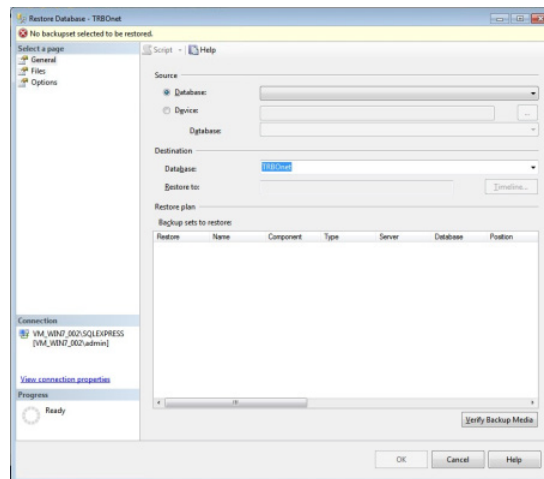 Restore Database - TRBOnet
No backupset selected to be restored.
Select a page
General
Files
Options
Script
Help
Source
Database:
Device:
Database:
Destination
Database: TRBOnet
Restore to:
Timeline...
Restore plan
Backup sets to restore:
Restore Name Component Type Server Database Position
Connection
VM_WIN7_002\SQLEXPRESS
[VM_WIN7_002\admin]
View connection properties
Progress
Ready
Verify Backup Media
OK Cancel Help